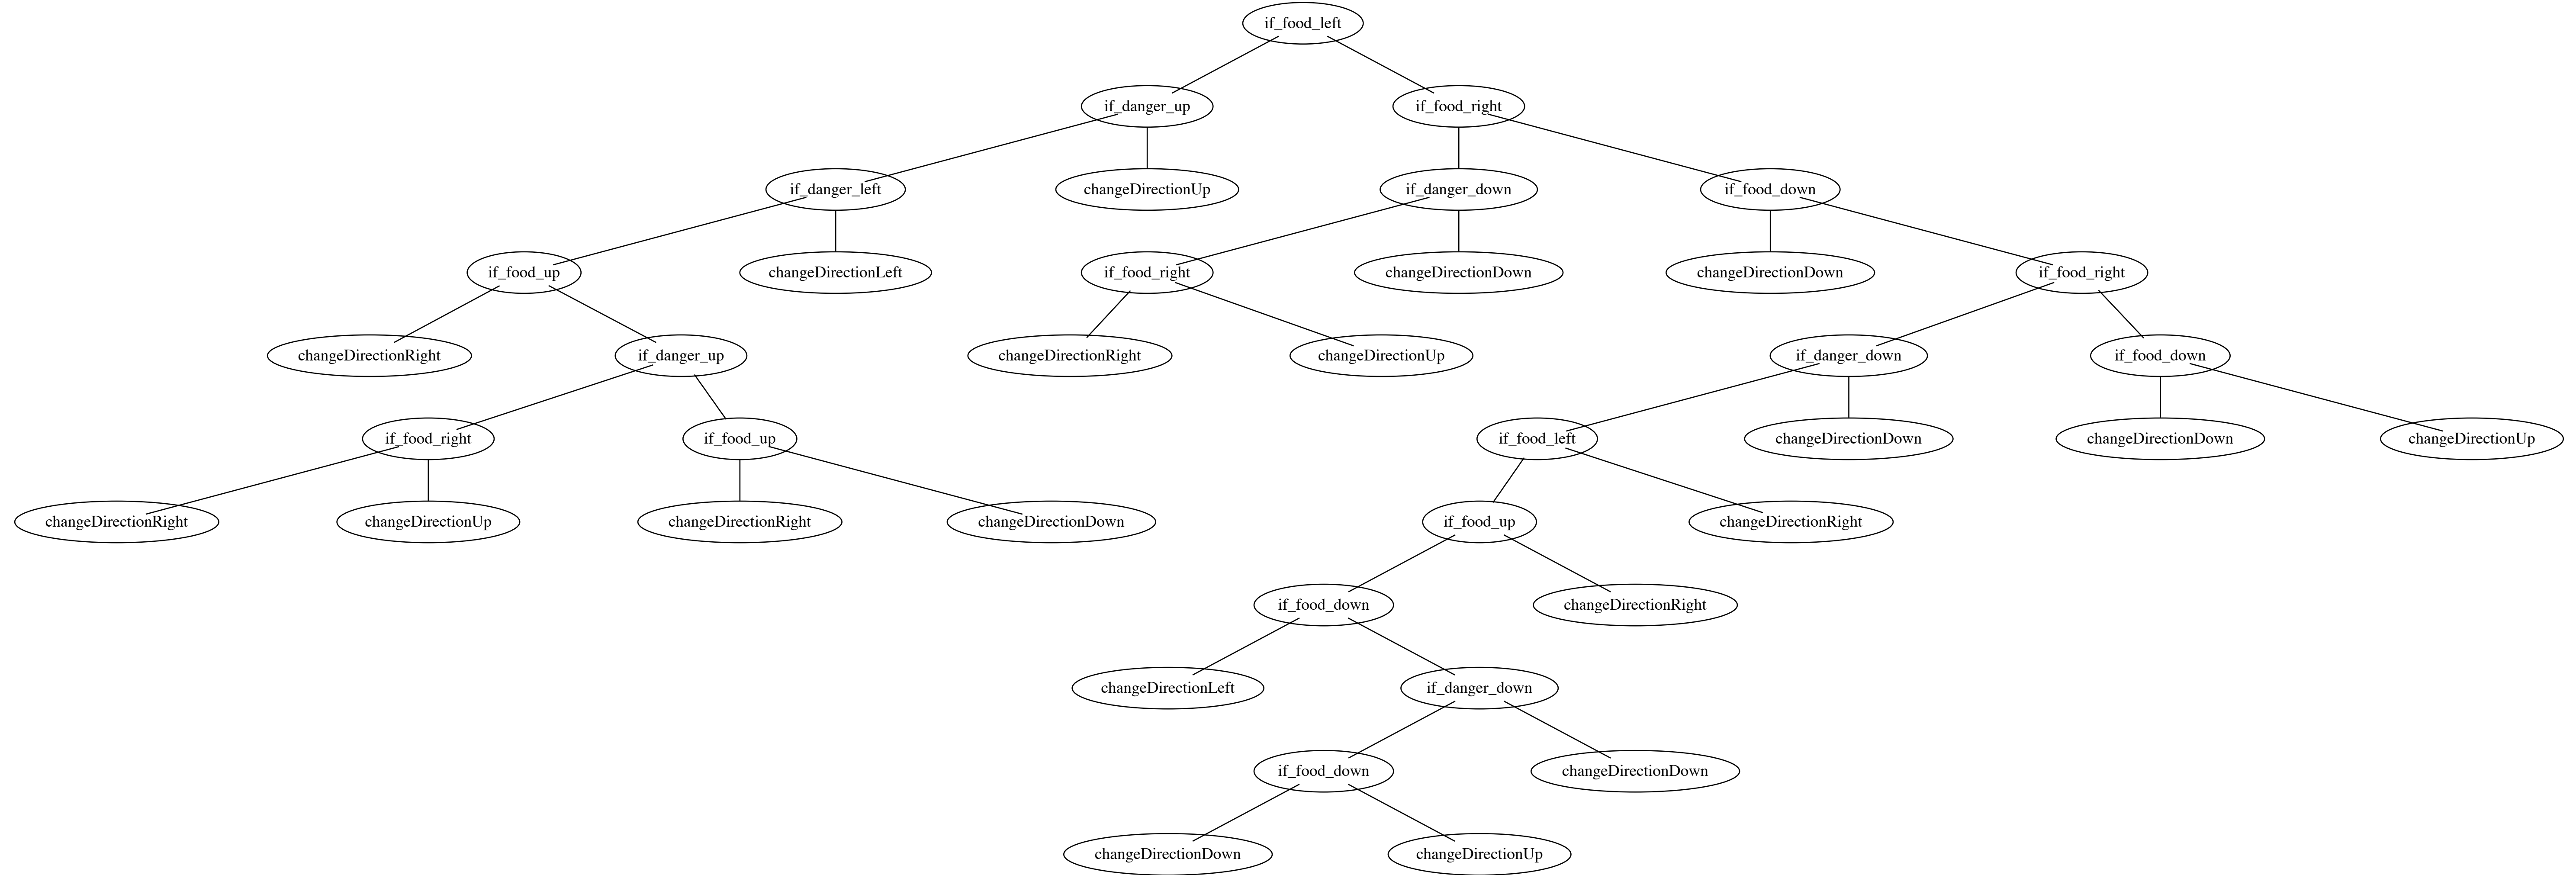 if_food_left
if_danger_up
if_food_right
if_danger_left
changeDirectionUp
if_danger_down
if_food_down
if_food_up
changeDirectionLeft
if_food_right
changeDirectionDown
changeDirectionDown
if_food_right
changeDirectionRight
if_danger_up
changeDirectionRight
changeDirectionUp
if_danger_down
if_food_down
if_food_right
if_food_up
if_food_left
changeDirectionDown
changeDirectionDown
changeDirectionUp
changeDirectionRight
changeDirectionUp
changeDirectionRight
changeDirectionDown
if_food_up
changeDirectionRight
if_food_down
changeDirectionRight
changeDirectionLeft
if_danger_down
if_food_down
changeDirectionDown
changeDirectionDown
changeDirectionUp